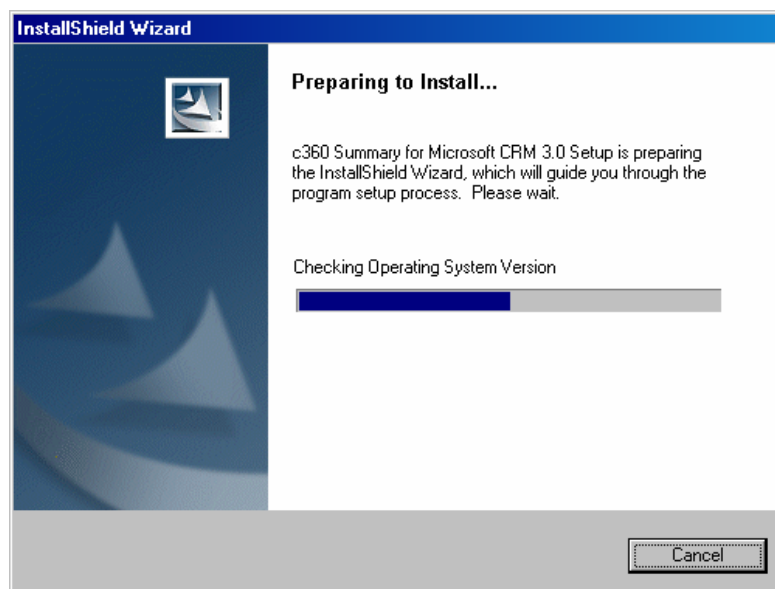 InstallShield Wizard
Preparing to Install...
c360 Summary for Microsoft CRM 3.0 Setup is preparing
the InstallShield Wizard, which will guide you through the
program setup process.  Please wait.
Checking Operating System Version
Cancel